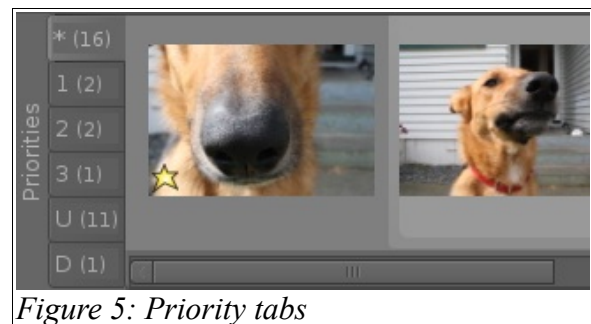 Priorities
* (16)
1 (2)
2 (2)
3 (1)
U (11)
D (1)
Figure 5: Priority tabs